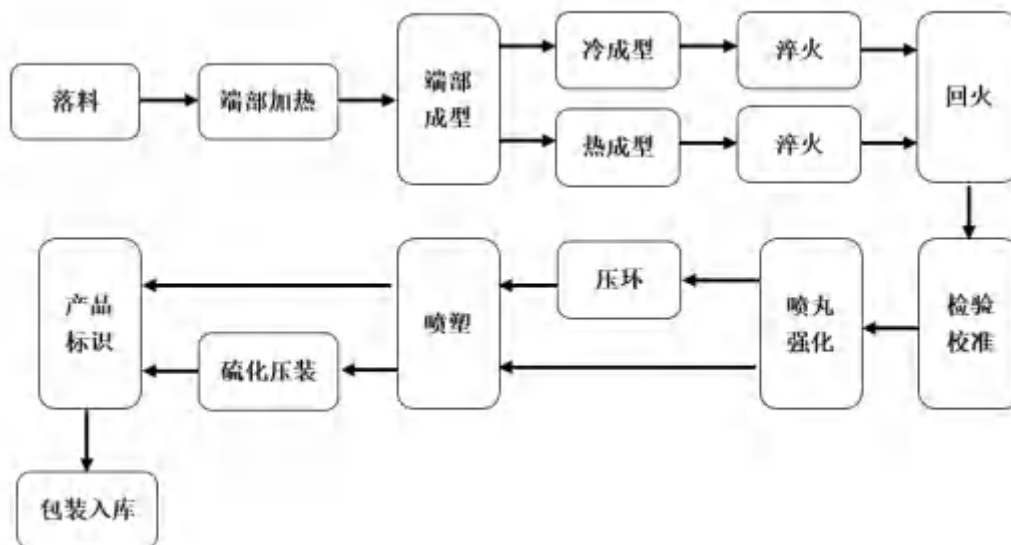 落料
端部加热
端部
成型
冷成型
淬火
热成型
淬火
回火
检验
校准
喷丸
强化
压环
喷塑
硫化压装
产品
标识
包装入库